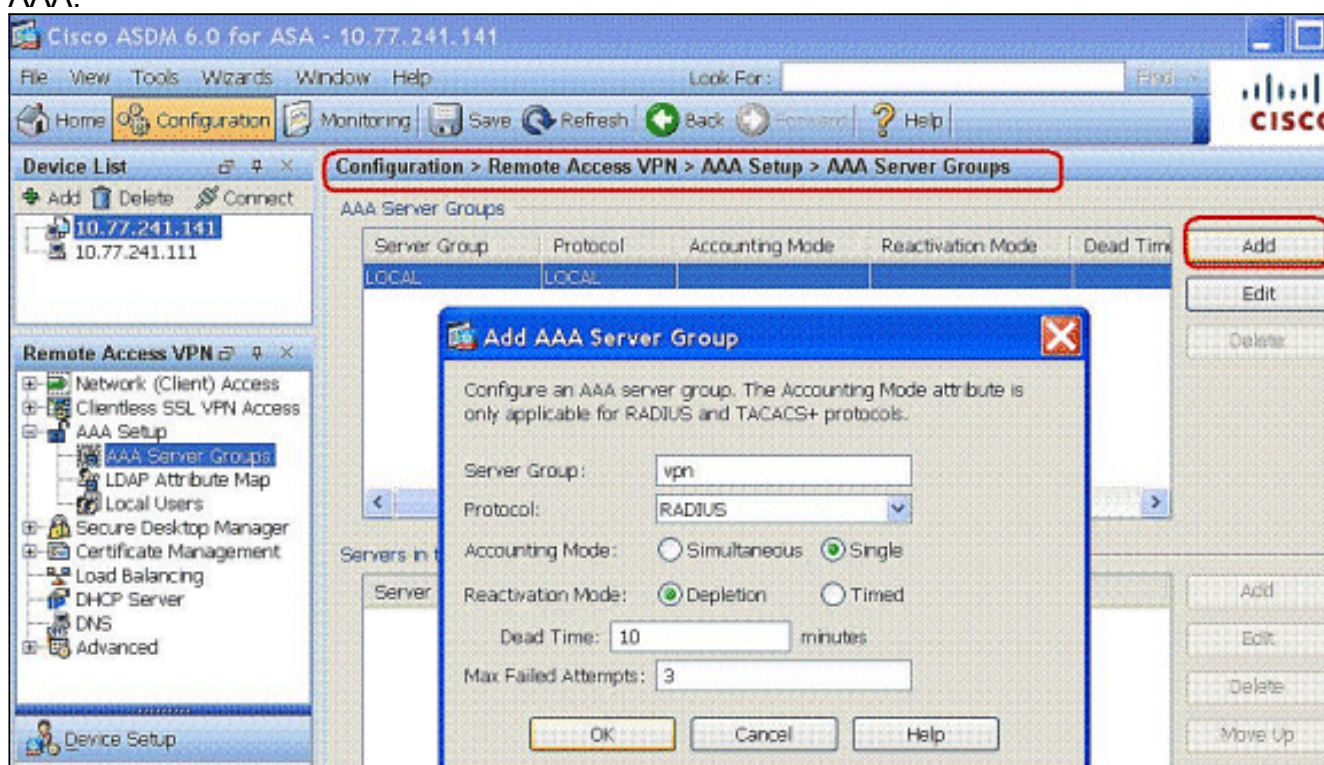 AAA.
Cisco ASDM 6.0 for ASA - 10.77.241.141
File View Tools Wizards Window Help Look For: Find
Home Configuration Monitoring Save Refresh Back Forward Help
CISCO
Device List
Add Delete Connect
10.77.241.141
10.77.241.111
Configuration > Remote Access VPN > AAA Setup > AAA Server Groups
AAA Server Groups
Server Group Protocol Accounting Mode Reactivation Mode Dead Time
LOCAL LOCAL
Add
Edit
Delete
Remote Access VPN
Network (Client) Access
Clientless SSL VPN Access
AAA Setup
AAA Server Groups
LDAP Attribute Map
Local Users
Secure Desktop Manager
Certificate Management
Load Balancing
DHCP Server
DNS
Advanced
Device Setup
Add AAA Server Group
Configure an AAA server group. The Accounting Mode attribute is
only applicable for RADIUS and TACACS+ protocols.
Server Group: vpn
Protocol: RADIUS
Accounting Mode: Simultaneous Single
Reactivation Mode: Depletion Timed
Dead Time: 10 minutes
Max Failed Attempts: 3
OK Cancel Help
Servers in t
Server
Add
Edit
Delete
Move Up